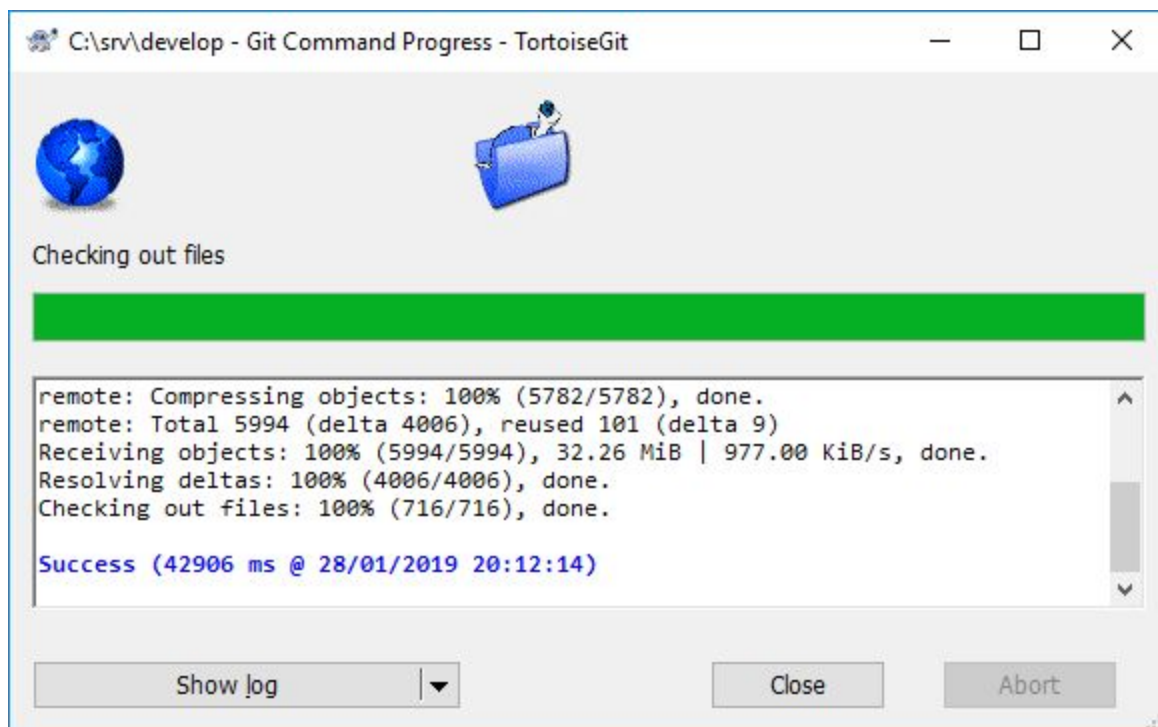 C:\srv\develop - Git Command Progress - TortoiseGit
Checking out files
remote: Compressing objects: 100% (5782/5782), done.
remote: Total 5994 (delta 4006), reused 101 (delta 9)
Receiving objects: 100% (5994/5994), 32.26 MiB | 977.00 KiB/s, done.
Resolving deltas: 100% (4006/4006), done.
Checking out files: 100% (716/716), done.
Success (42906 ms @ 28/01/2019 20:12:14)
Show log
Close
Abort